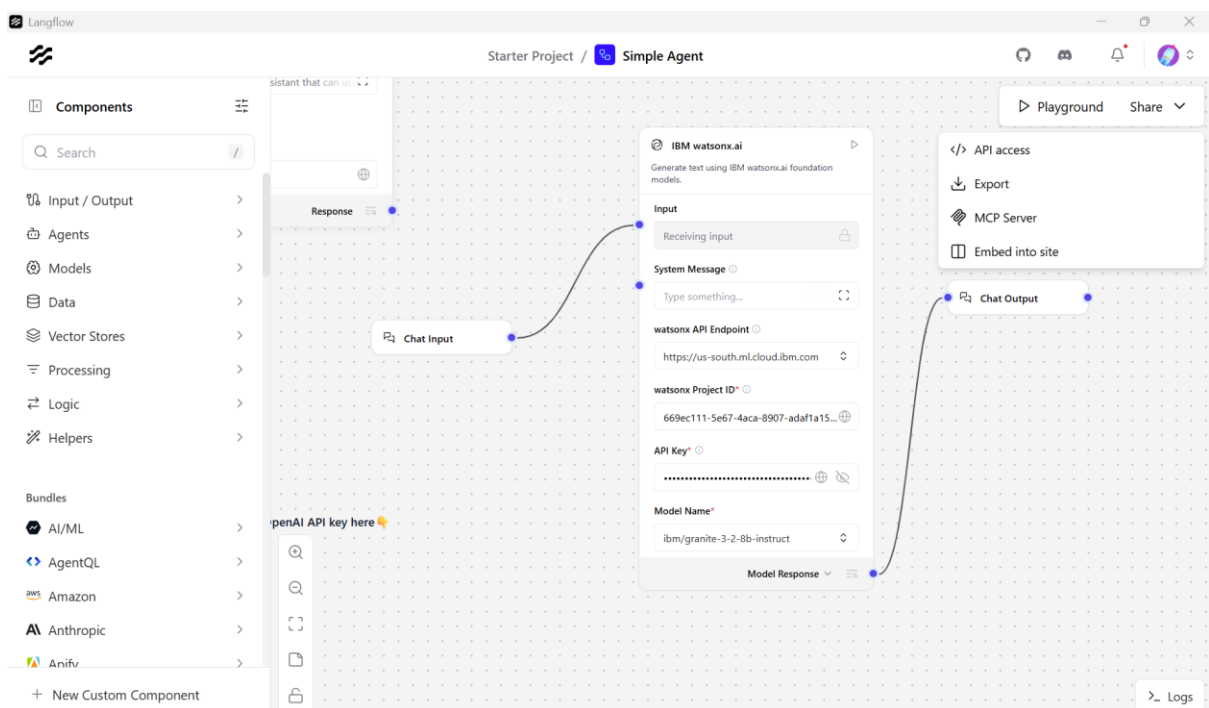 Langflow
Starter Project / Simple Agent
Components
Search /
Input / Output
Agents
Models
Data
Vector Stores
Processing
Logic
Helpers
Bundles
AI/ML
AgentQL
aws Amazon
Anthropic
Apify
+ New Custom Component
sistant that can us
Response
Chat Input
penAI API key here👇
IBM watsonx.ai
Generate text using IBM watsonx.ai foundation
models.
Input
Receiving input
System Message
Type something...
watsonx API Endpoint
https://us-south.ml.cloud.ibm.com
watsonx Project ID*
669ec111-5e67-4aca-8907-adaf1a15...
API Key*
••••••••••••••••••••••••••••••••••••
Model Name*
ibm/granite-3-2-8b-instruct
Model Response
Playground Share
API access
Export
MCP Server
Embed into site
Chat Output
Logs